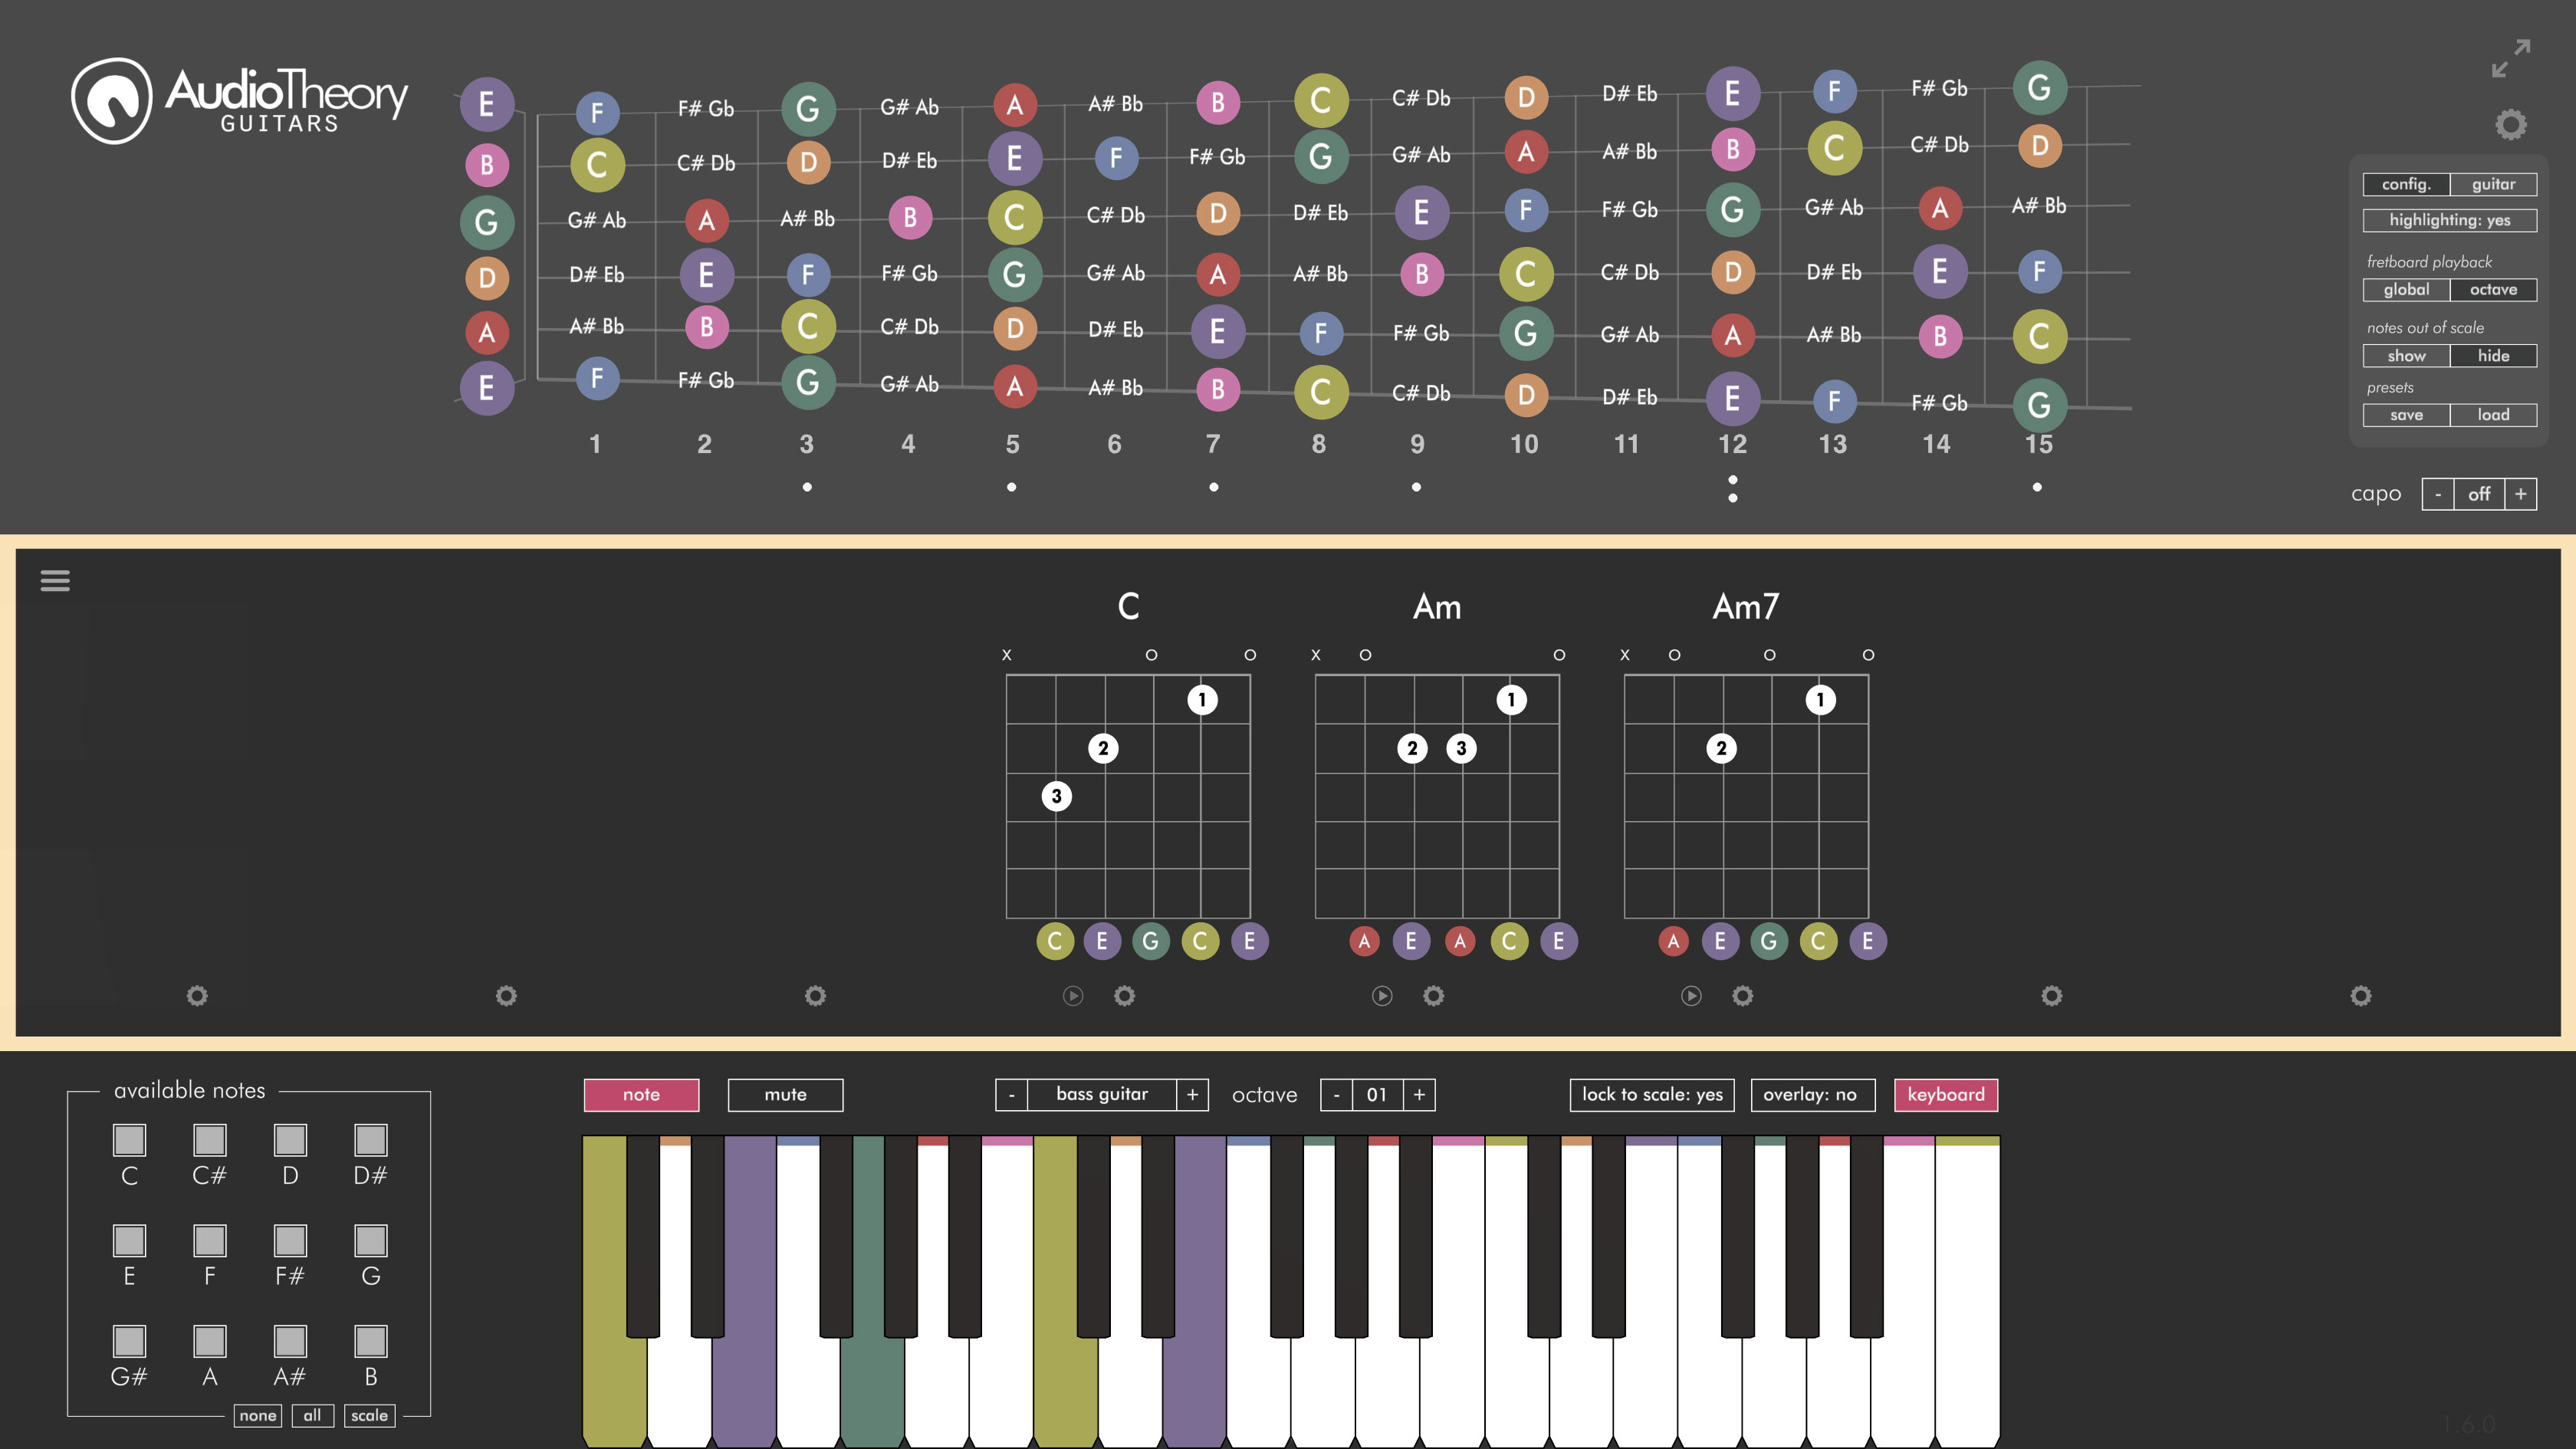 AudioTheory
GUITARS
E F F# Gb G G# Ab A A# Bb B C C# Db D D# Eb E F F# Gb G
B C C# Db D D# Eb E F F# Gb G G# Ab A A# Bb B C C# Db D
G G# Ab A A# Bb B C C# Db D D# Eb E F F# Gb G G# Ab A A# Bb
D D# Eb E F F# Gb G G# Ab A A# Bb B C C# Db D D# Eb E F
A A# Bb B C C# Db D D# Eb E F F# Gb G G# Ab A A# Bb B C
E F F# Gb G G# Ab A A# Bb B C C# Db D D# Eb E F F# Gb G
1 2 3 4 5 6 7 8 9 10 11 12 13 14 15
config. guitar
highlighting: yes
fretboard playback
global octave
notes out of scale
show hide
presets
save load
capo - off +
C Am Am7
x o o x o o x o o o
1 1 1
2 2 3 2
3
C E G C E A E A C E A E G C E
available notes
C C# D D#
E F F# G
G# A A# B
none all scale
note mute - bass guitar + octave - 01 + lock to scale: yes overlay: no keyboard
1.6.0